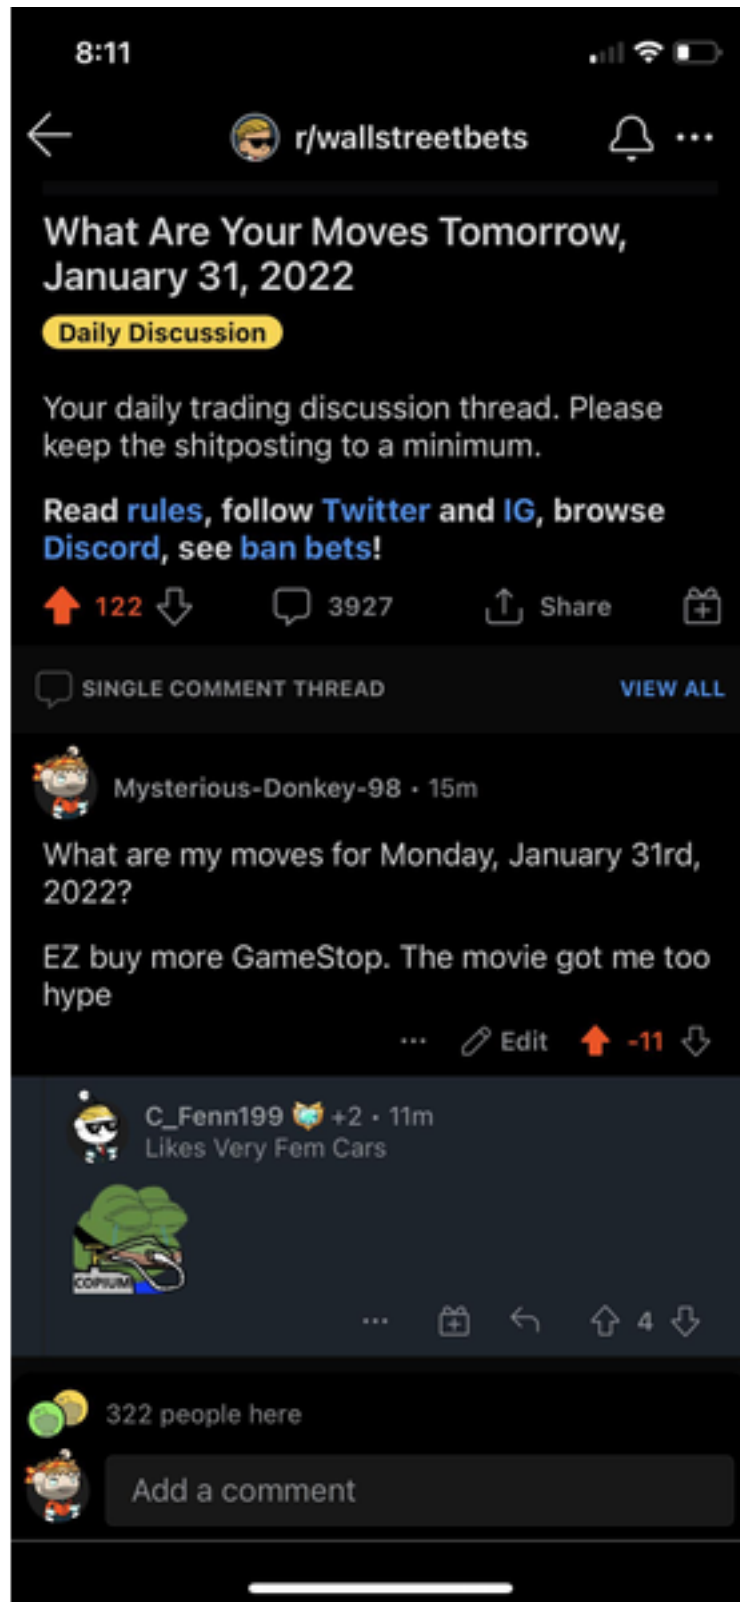 8:11
r/wallstreetbets
What Are Your Moves Tomorrow,
January 31, 2022
Daily Discussion
Your daily trading discussion thread. Please
keep the shitposting to a minimum.
Read rules, follow Twitter and IG, browse
Discord, see ban bets!
122 3927 Share
SINGLE COMMENT THREAD VIEW ALL
Mysterious-Donkey-98 · 15m
What are my moves for Monday, January 31rd,
2022?
EZ buy more GameStop. The movie got me too
hype
Edit -11
C_Fenn199 +2 · 11m
Likes Very Fem Cars
COPIUM
4
322 people here
Add a comment